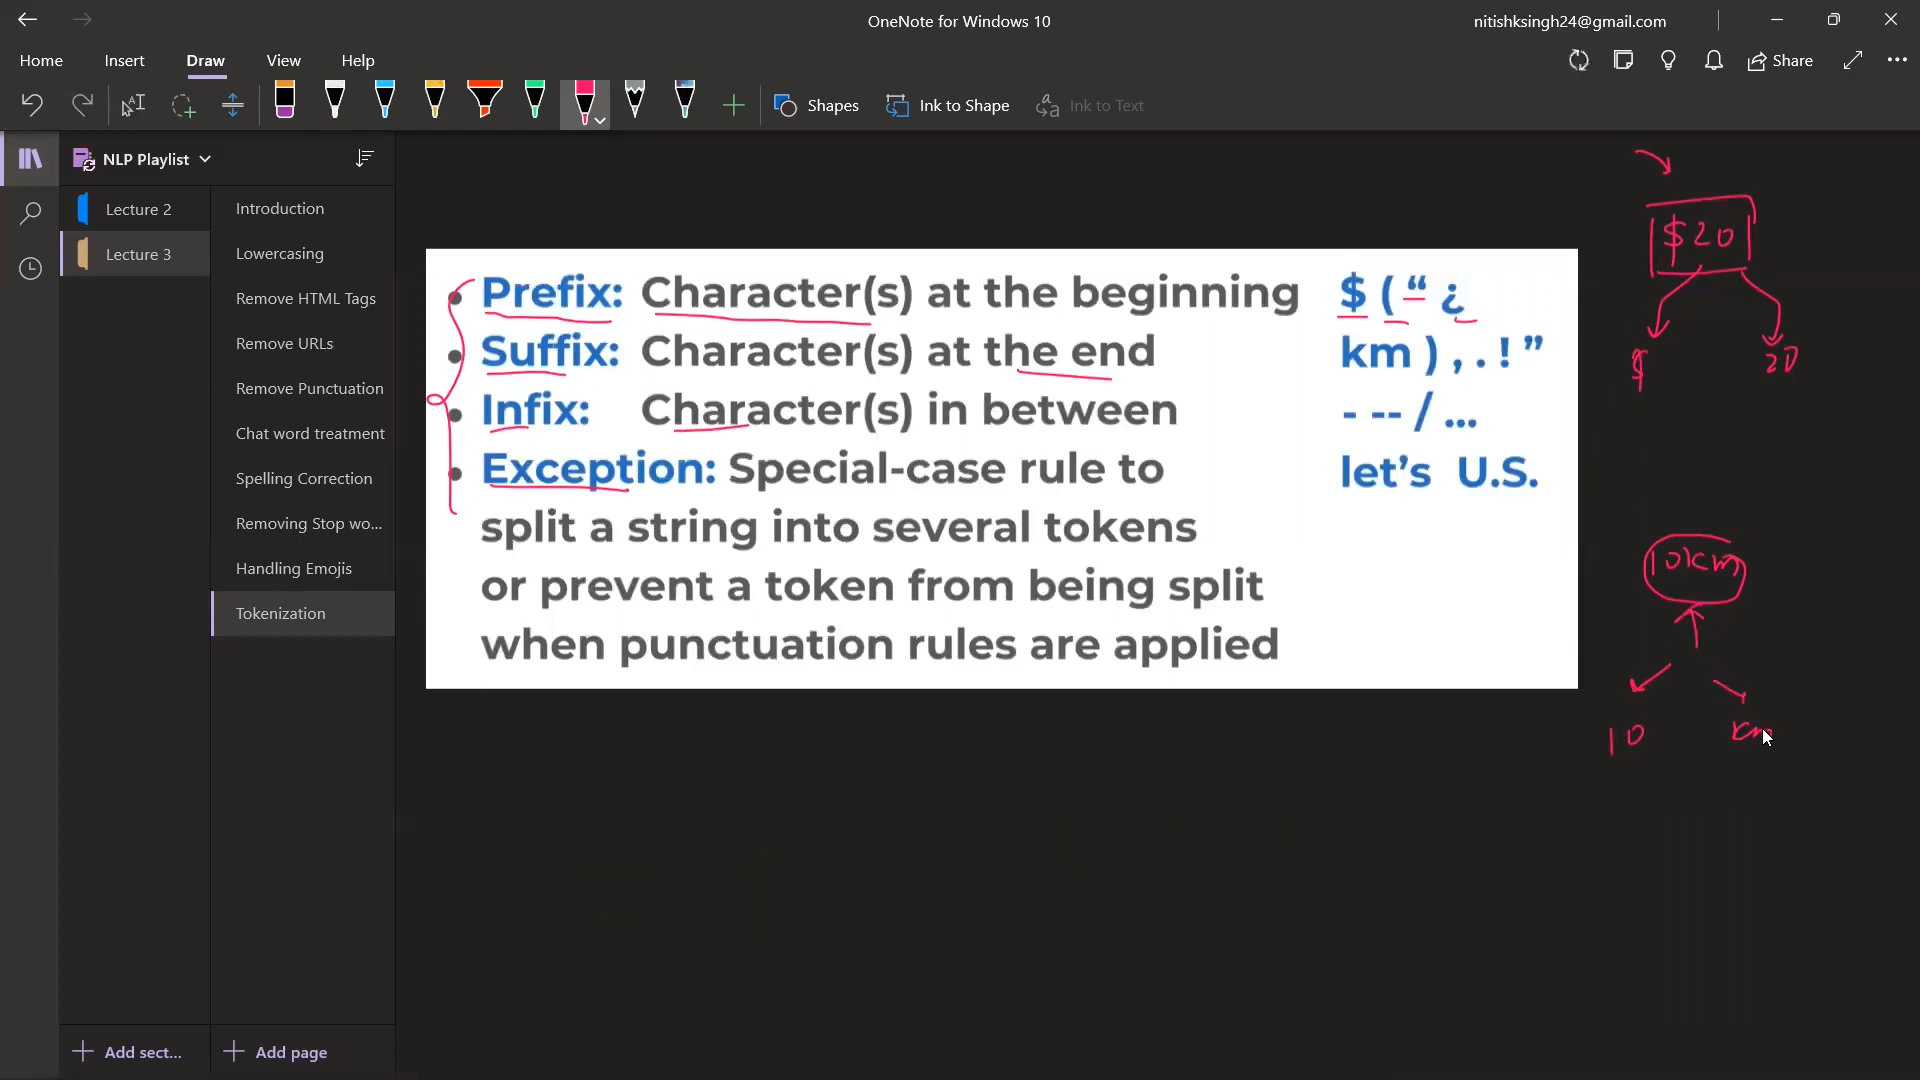 OneNote for Windows 10
nitishksingh24@gmail.com
Home Insert Draw View Help
Share
Shapes Ink to Shape Ink to Text
NLP Playlist
Lecture 2
Lecture 3
Introduction
Lowercasing
Remove HTML Tags
Remove URLs
Remove Punctuation
Chat word treatment
Spelling Correction
Removing Stop wo...
Handling Emojis
Tokenization
Add sect...
Add page
• Prefix: Character(s) at the beginning $ ( “ ¿
• Suffix: Character(s) at the end km ) , . ! ”
• Infix: Character(s) in between - -- / ...
• Exception: Special-case rule to let’s U.S.
split a string into several tokens
or prevent a token from being split
when punctuation rules are applied
$20
$ 20
10km
10 km